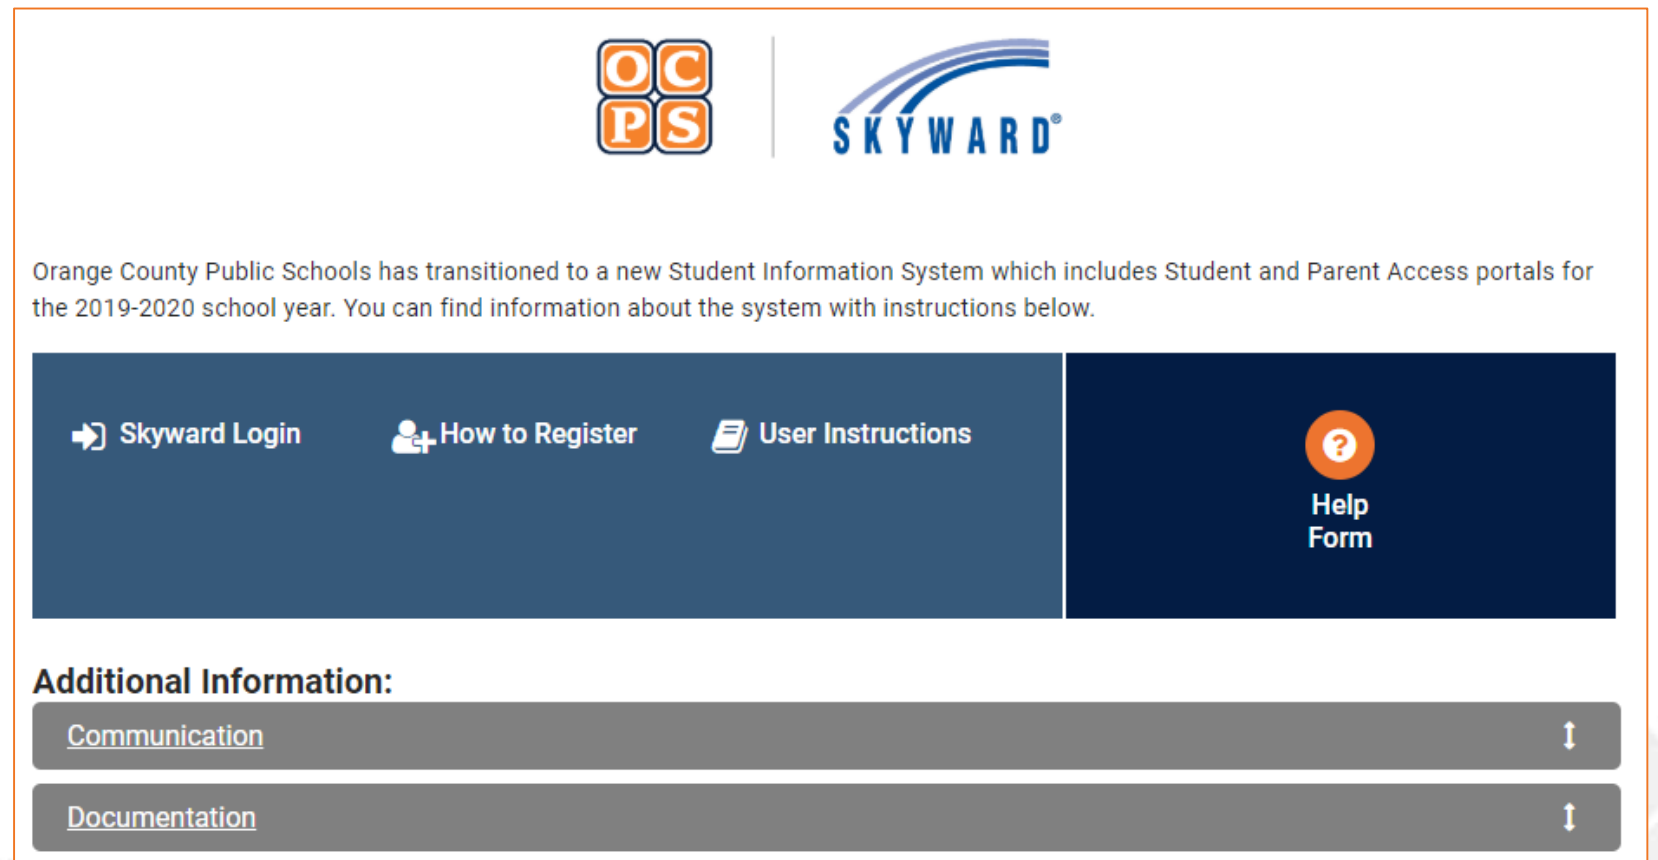 OC
PS
SKYWARD®
Orange County Public Schools has transitioned to a new Student Information System which includes Student and Parent Access portals for
the 2019-2020 school year. You can find information about the system with instructions below.
Skyward Login
How to Register
User Instructions
?
Help
Form
Additional Information:
Communication
Documentation